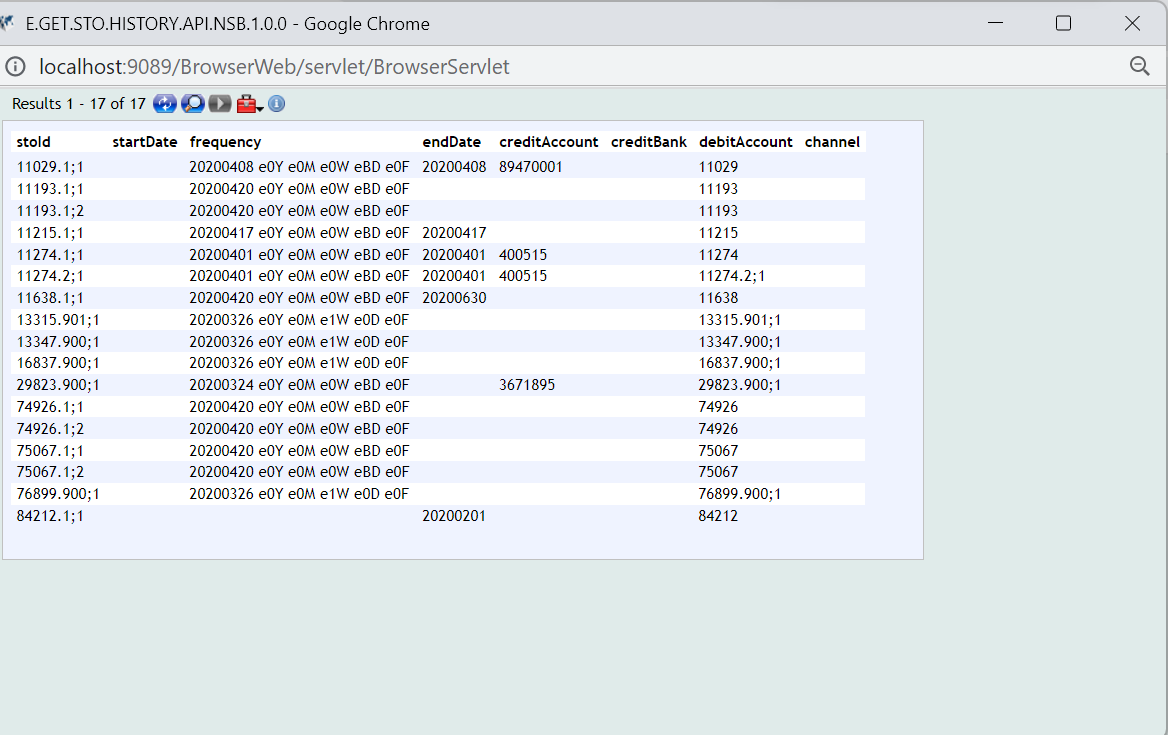 E.GET.STO.HISTORY.API.NSB.1.0.0 - Google Chrome
localhost:9089/BrowserWeb/servlet/BrowserServlet
Results 1 - 17 of 17
stoId startDate frequency endDate creditAccount creditBank debitAccount channel
11029.1;1 20200408 e0Y e0M e0W eBD e0F 20200408 89470001 11029
11193.1;1 20200420 e0Y e0M e0W eBD e0F 11193
11193.1;2 20200420 e0Y e0M e0W eBD e0F 11193
11215.1;1 20200417 e0Y e0M e0W eBD e0F 20200417 11215
11274.1;1 20200401 e0Y e0M e0W eBD e0F 20200401 400515 11274
11274.2;1 20200401 e0Y e0M e0W eBD e0F 20200401 400515 11274.2;1
11638.1;1 20200420 e0Y e0M e0W eBD e0F 20200630 11638
13315.901;1 20200326 e0Y e0M e1W e0D e0F 13315.901;1
13347.900;1 20200326 e0Y e0M e1W e0D e0F 13347.900;1
16837.900;1 20200326 e0Y e0M e1W e0D e0F 16837.900;1
29823.900;1 20200324 e0Y e0M e0W eBD e0F 3671895 29823.900;1
74926.1;1 20200420 e0Y e0M e0W eBD e0F 74926
74926.1;2 20200420 e0Y e0M e0W eBD e0F 74926
75067.1;1 20200420 e0Y e0M e0W eBD e0F 75067
75067.1;2 20200420 e0Y e0M e0W eBD e0F 75067
76899.900;1 20200326 e0Y e0M e1W e0D e0F 76899.900;1
84212.1;1 20200201 84212